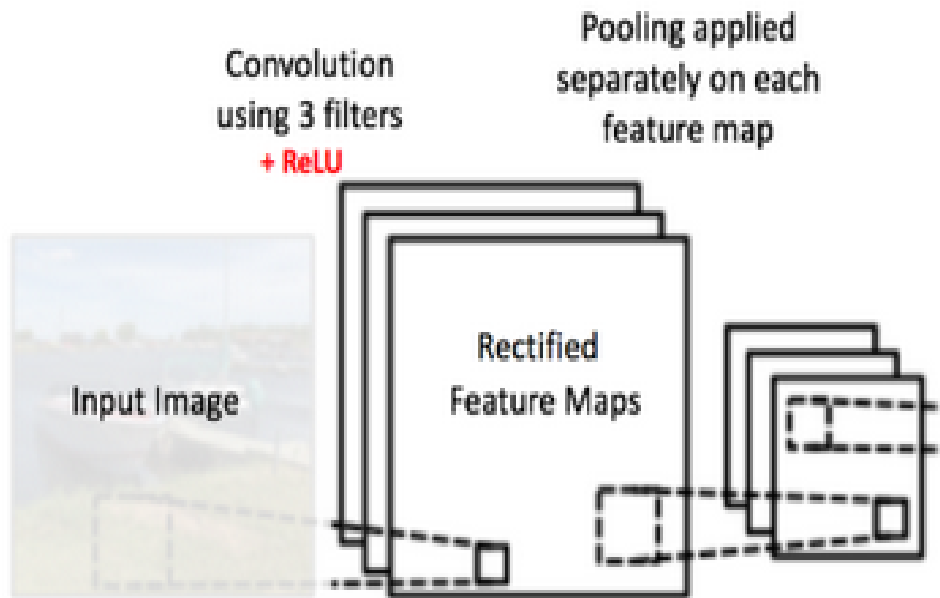 Convolution
using 3 filters
+ ReLU
Pooling applied
separately on each
feature map
Input Image
Rectified
Feature Maps